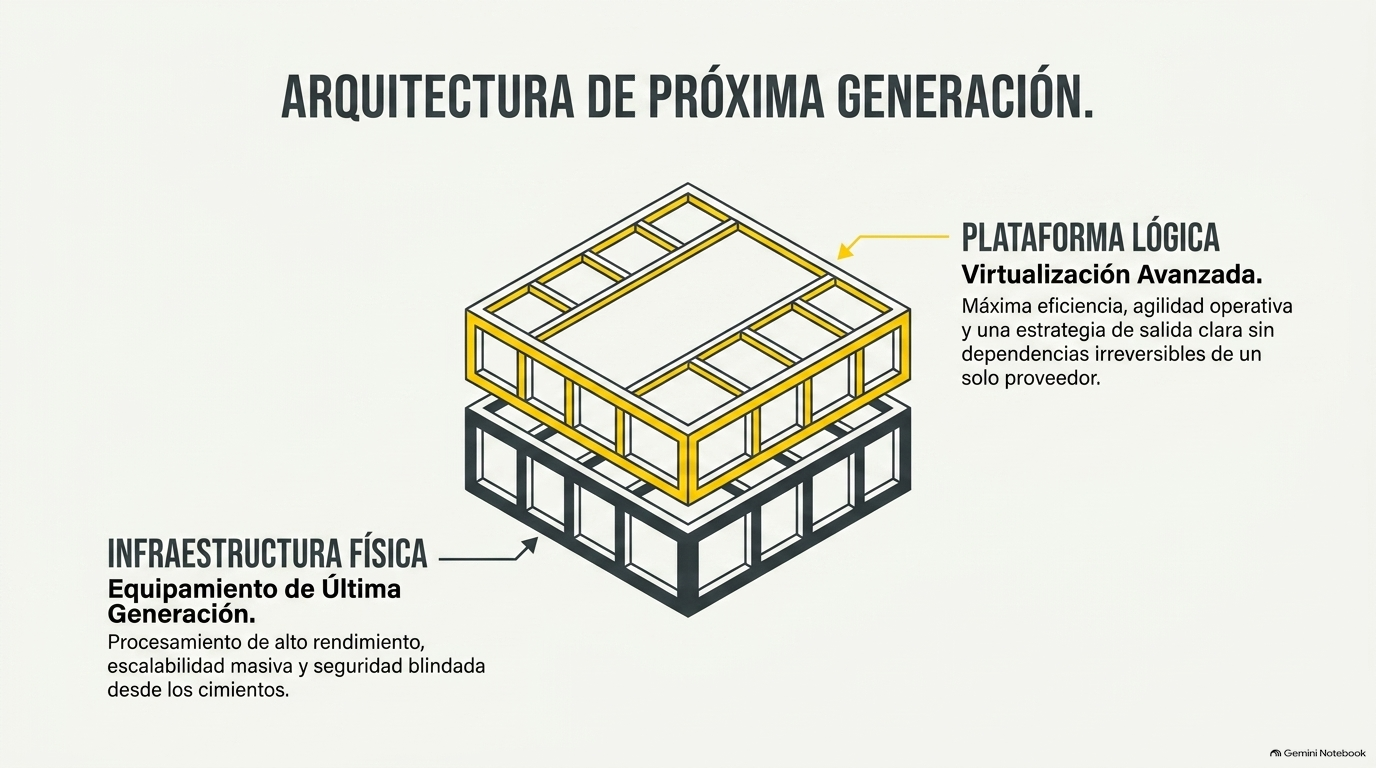 ARQUITECTURA DE PRÓXIMA GENERACIÓN.
PLATAFORMA LÓGICA
Virtualización Avanzada.
Máxima eficiencia, agilidad operativa
y una estrategia de salida clara sin
dependencias irreversibles de un
solo proveedor.
INFRAESTRUCTURA FÍSICA
Equipamiento de Última
Generación.
Procesamiento de alto rendimiento,
escalabilidad masiva y seguridad blindada
desde los cimientos.
Gemini Notebook